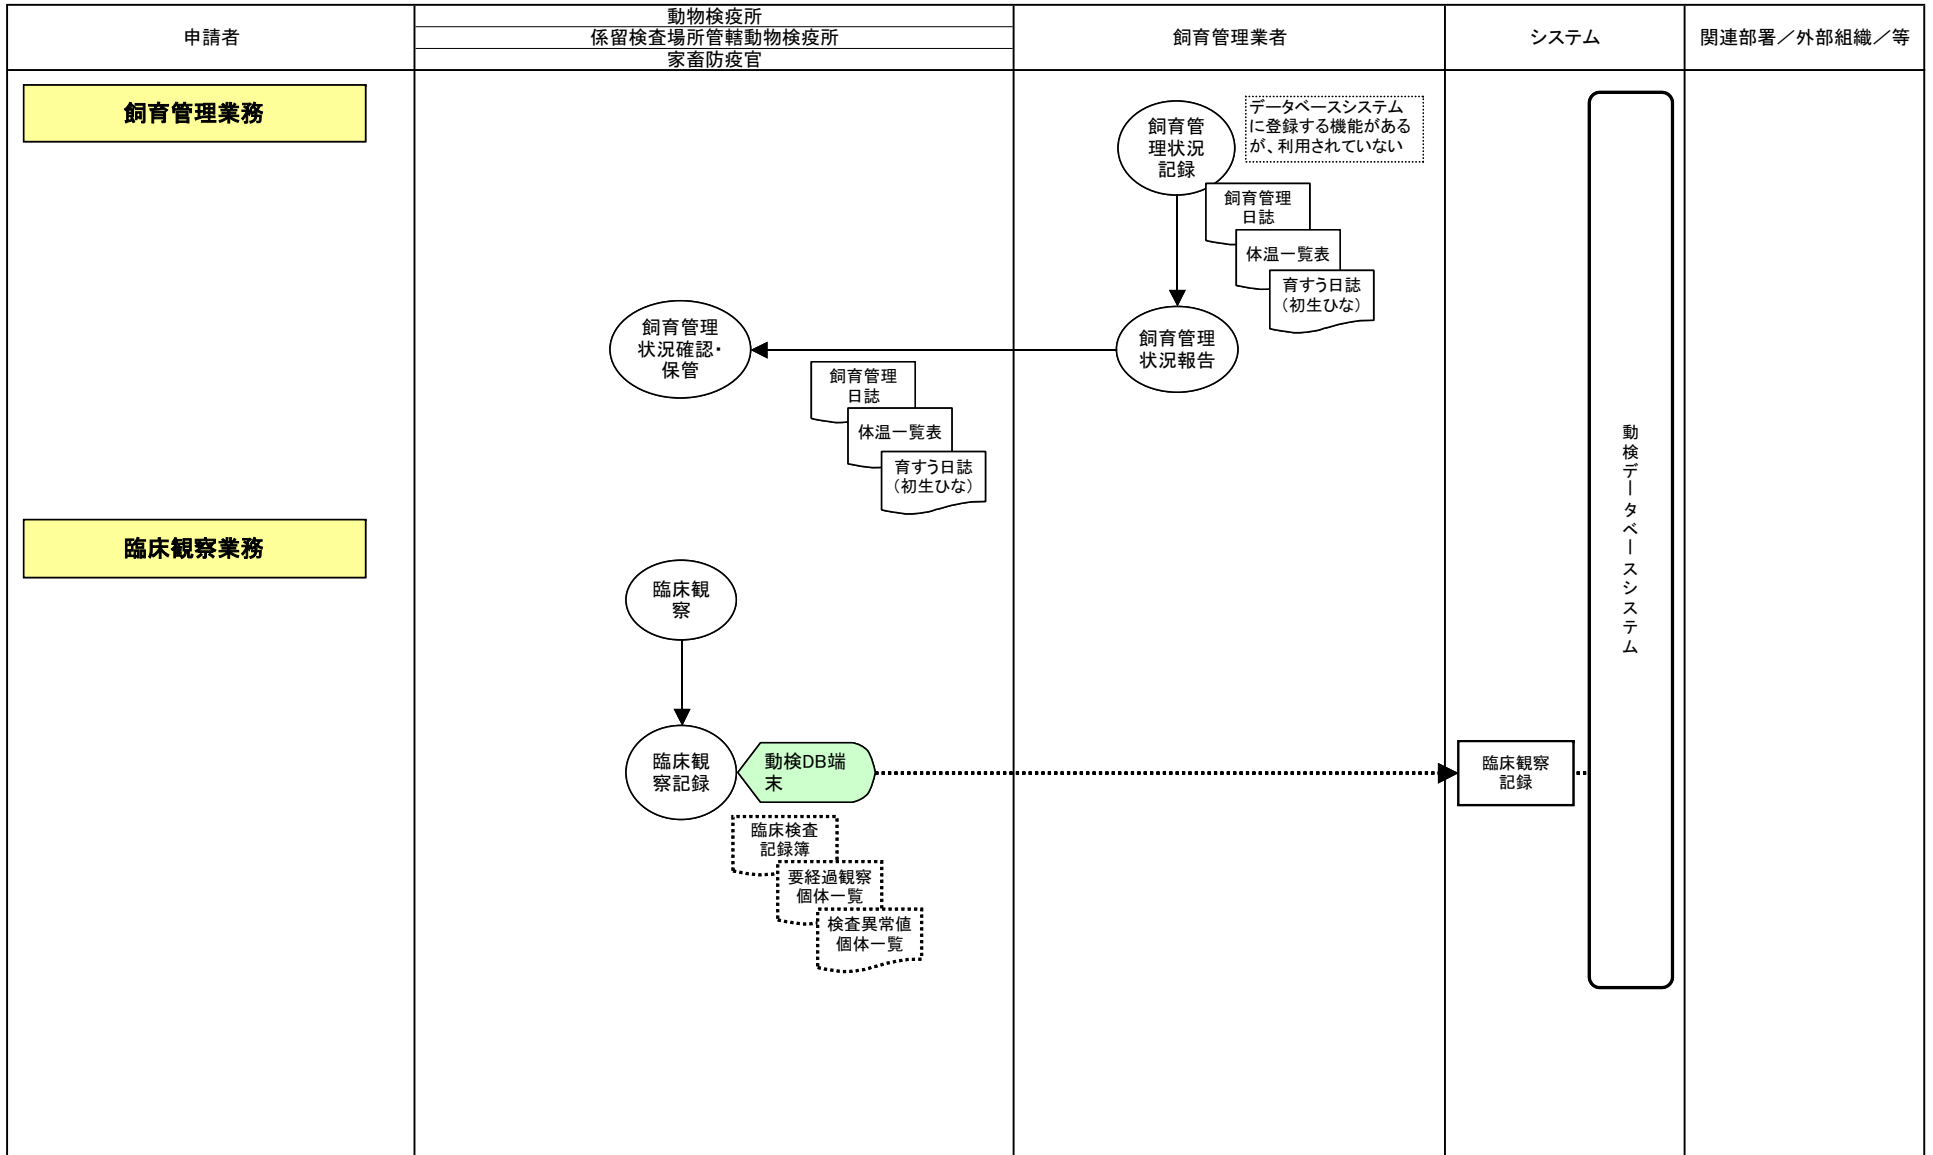 申請者
動物検疫所
係留検査場所管轄動物検疫所
家畜防疫官
飼育管理業者
システム
関連部署／外部組織／等
飼育管理業務
飼育管
理状況
記録
データベースシステム
に登録する機能がある
が、利用されていない
飼育管理
日誌
体温一覧表
育すう日誌
（初生ひな）
飼育管理
状況確認・
保管
飼育管理
状況報告
飼育管理
日誌
体温一覧表
育すう日誌
（初生ひな）
動検データベースシステム
臨床観察業務
臨床観
察
臨床観
察記録
動検DB端
末
臨床観察
記録
臨床検査
記録簿
要経過観察
個体一覧
検査異常値
個体一覧